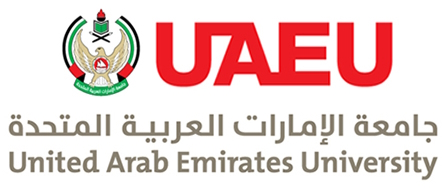 UAEU
جامعة الإمارات العربية المتحدة
United Arab Emirates University